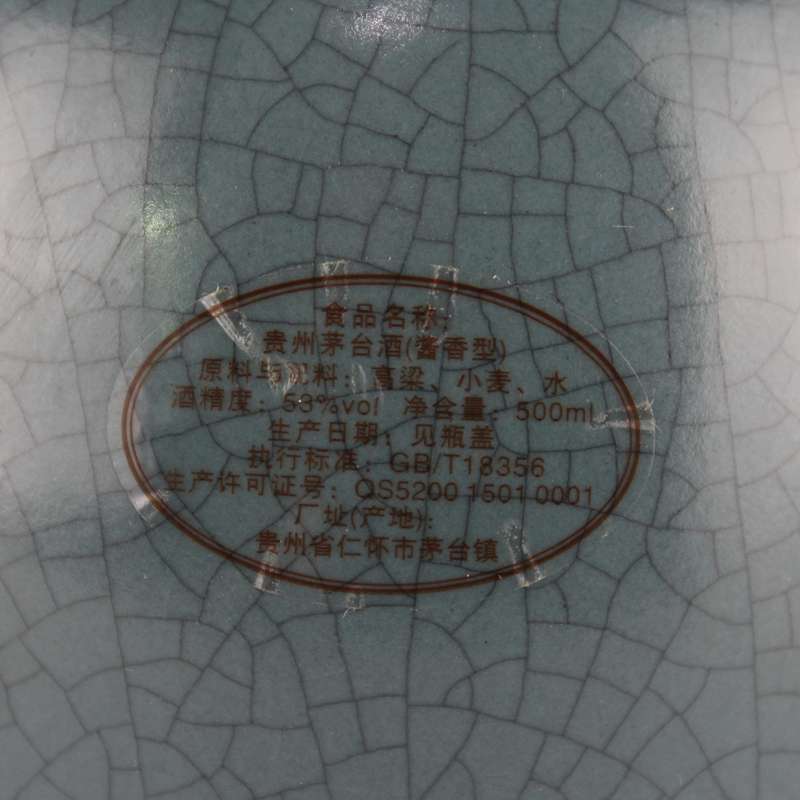 食品名称:
贵州茅台酒(酱香型)
原料与配料：高粱、小麦、水
酒精度：53%vol 净含量：500ml
生产日期：见瓶盖
执行标准：GB/T18356
生产许可证号：QS5200 1501 0001
厂址(产地):
贵州省仁怀市茅台镇